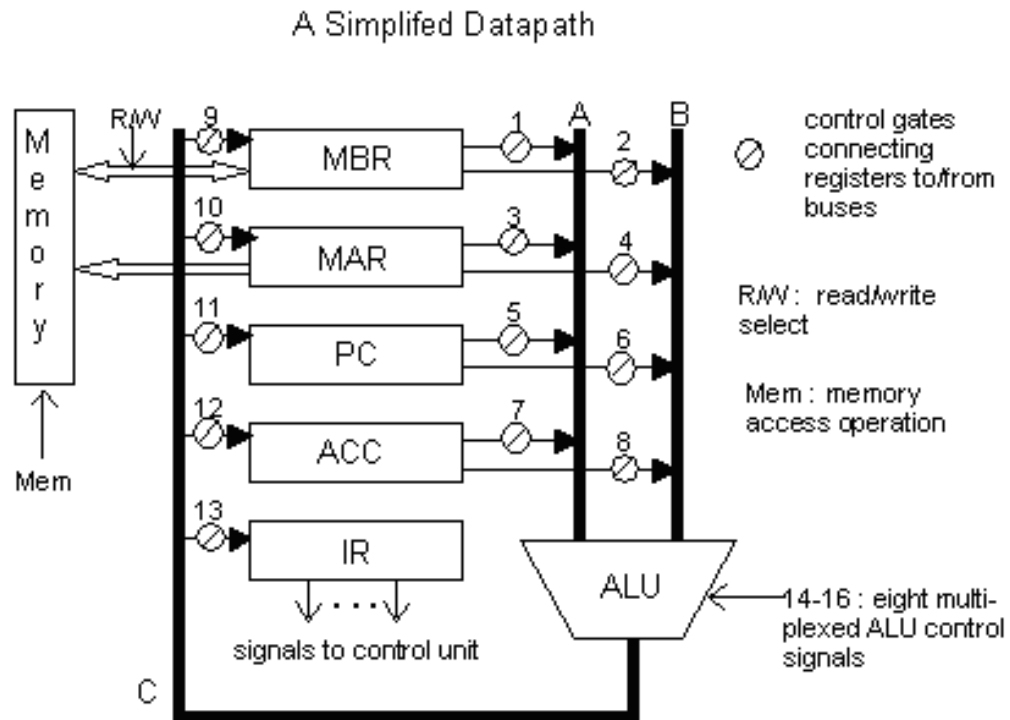 A Simplifed Datapath
Memory
R/W
9
MBR
1
A
B
2
control gates
connecting
registers to/from
buses
10
MAR
3
4
R/W : read/write
select
11
PC
5
6
Mem : memory
access operation
12
ACC
7
8
Mem
13
IR
ALU
14-16 : eight multi-
plexed ALU control
signals
signals to control unit
C